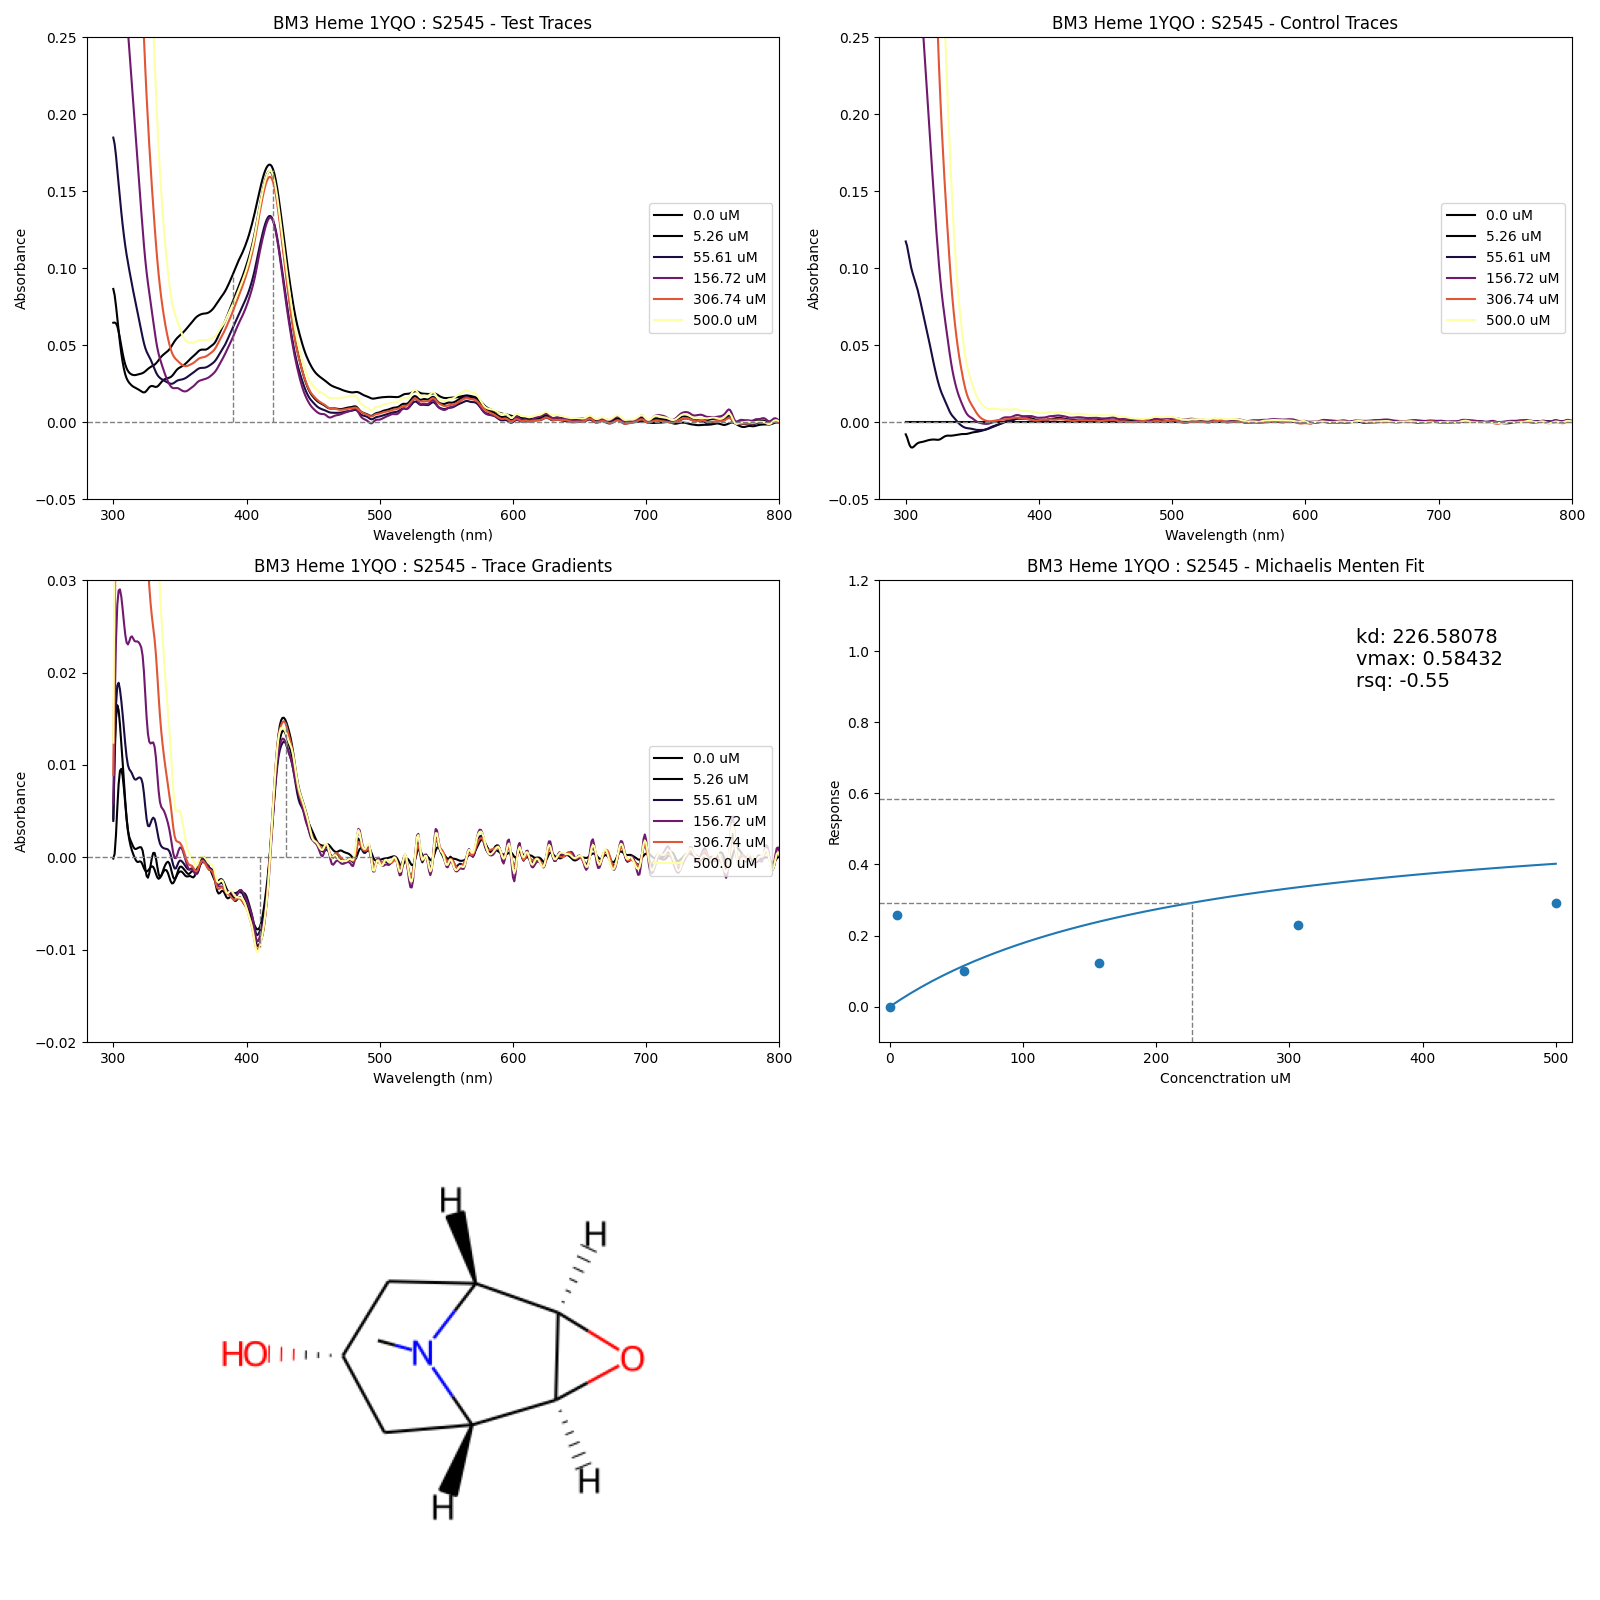 BM3 Heme 1YQO : S2545 - Test Traces
0.25
0.20
0.15
0.10
0.05
0.00
−0.05
Absorbance
300
400
500
600
700
800
Wavelength (nm)
0.0 uM
5.26 uM
55.61 uM
156.72 uM
306.74 uM
500.0 uM
BM3 Heme 1YQO : S2545 - Control Traces
0.25
0.20
0.15
0.10
0.05
0.00
−0.05
Absorbance
300
400
500
600
700
800
Wavelength (nm)
0.0 uM
5.26 uM
55.61 uM
156.72 uM
306.74 uM
500.0 uM
BM3 Heme 1YQO : S2545 - Trace Gradients
0.03
0.02
0.01
0.00
−0.01
−0.02
Absorbance
300
400
500
600
700
800
Wavelength (nm)
0.0 uM
5.26 uM
55.61 uM
156.72 uM
306.74 uM
500.0 uM
BM3 Heme 1YQO : S2545 - Michaelis Menten Fit
1.2
1.0
0.8
0.6
0.4
0.2
0.0
Response
kd: 226.58078
vmax: 0.58432
rsq: -0.55
0
100
200
300
400
500
Concenctration uM
H
H
HO
N
O
H
H